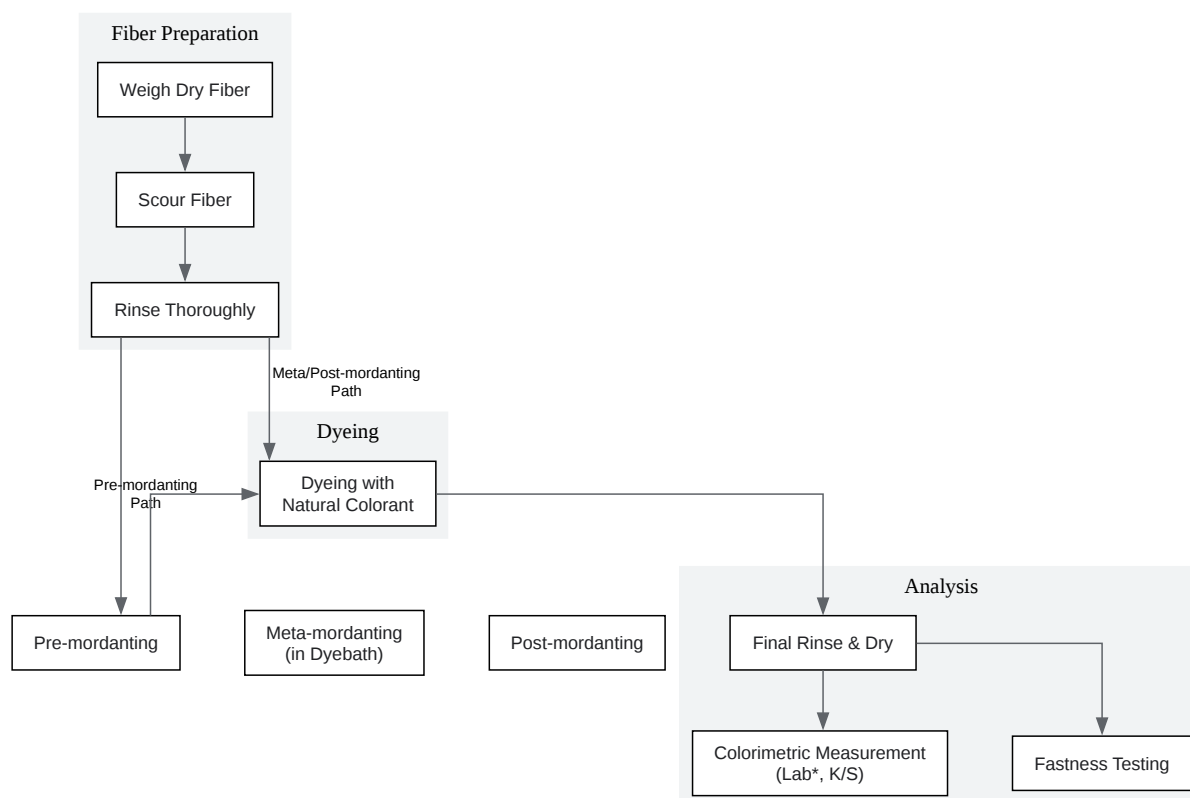 Fiber Preparation
Weigh Dry Fiber
Scour Fiber
Rinse Thoroughly
Meta/Post-mordanting
Path
Dyeing
Pre-mordanting
Path
Dyeing with
Natural Colorant
Analysis
Pre-mordanting
Meta-mordanting
(in Dyebath)
Post-mordanting
Final Rinse & Dry
Colorimetric Measurement
(Lab*, K/S)
Fastness Testing